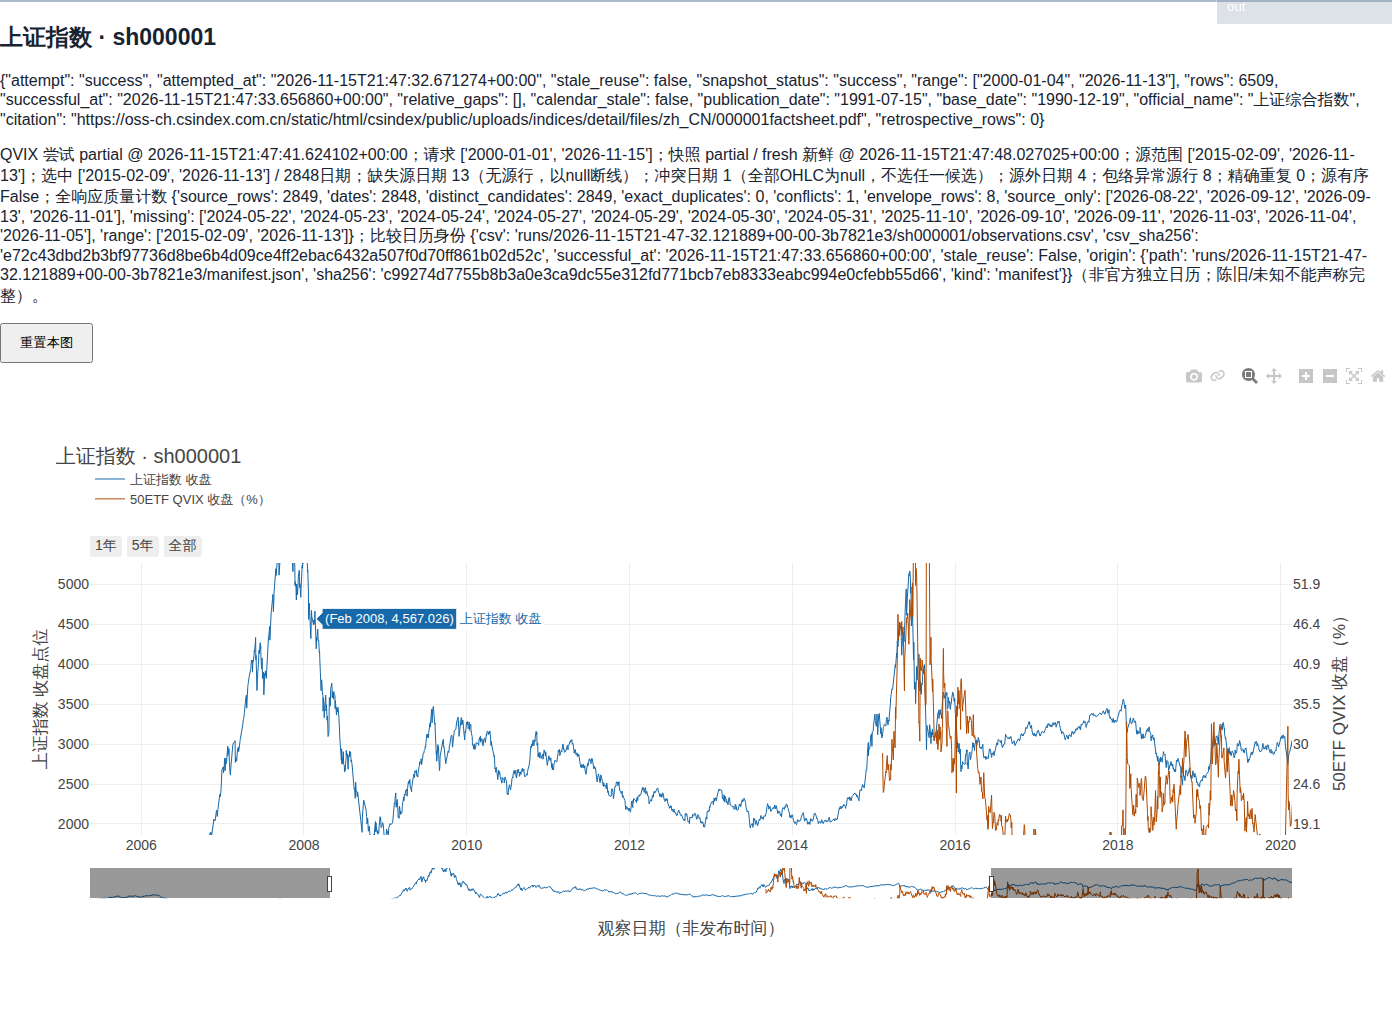 out
上证指数 · sh000001
{"attempt": "success", "attempted_at": "2026-11-15T21:47:32.671274+00:00", "stale_reuse": false, "snapshot_status": "success", "range": ["2000-01-04", "2026-11-13"], "rows": 6509,
"successful_at": "2026-11-15T21:47:33.656860+00:00", "relative_gaps": [], "calendar_stale": false, "publication_date": "1991-07-15", "base_date": "1990-12-19", "official_name": "上证综合指数",
"citation": "https://oss-ch.csindex.com.cn/static/html/csindex/public/uploads/indices/detail/files/zh_CN/000001factsheet.pdf", "retrospective_rows": 0}
QVIX 尝试 partial @ 2026-11-15T21:47:41.624102+00:00；请求 ['2000-01-01', '2026-11-15']；快照 partial / fresh 新鲜 @ 2026-11-15T21:47:48.027025+00:00；源范围 ['2015-02-09', '2026-11-
13']；选中 ['2015-02-09', '2026-11-13'] / 2848日期；缺失源日期 13（无源行，以null断线）；冲突日期 1（全部OHLC为null，不选任一候选）；源外日期 4；包络异常源行 8；精确重复 0；源有序
False；全响应质量计数 {'source_rows': 2849, 'dates': 2848, 'distinct_candidates': 2849, 'exact_duplicates': 0, 'conflicts': 1, 'envelope_rows': 8, 'source_only': ['2026-08-22', '2026-09-12', '2026-09-
13', '2026-11-01'], 'missing': ['2024-05-22', '2024-05-23', '2024-05-24', '2024-05-27', '2024-05-29', '2024-05-30', '2024-05-31', '2025-11-10', '2026-09-10', '2026-09-11', '2026-11-03', '2026-11-04',
'2026-11-05'], 'range': ['2015-02-09', '2026-11-13']}；比较日历身份 {'csv': 'runs/2026-11-15T21-47-32.121889+00-00-3b7821e3/sh000001/observations.csv', 'csv_sha256':
'e72c43dbd2b3bf97736d8be6b4d09ce4ff2ebac6432a507f0d70ff861b02d52c', 'successful_at': '2026-11-15T21:47:33.656860+00:00', 'stale_reuse': False, 'origin': {'path': 'runs/2026-11-15T21-47-
32.121889+00-00-3b7821e3/manifest.json', 'sha256': 'c99274d7755b8b3a0e3ca9dc55e312fd771bcb7eb8333eabc994e0cfebb55d66', 'kind': 'manifest'}}（非官方独立日历；陈旧/未知不能声称完
整）。
重置本图
上证指数 · sh000001
上证指数 收盘
50ETF QVIX 收盘（%）
1年 5年 全部
5000 51.9
4500 46.4
4000 40.9
3500 35.5
3000 30
2500 24.6
2000 19.1
(Feb 2008, 4,567.026) 上证指数 收盘
上证指数 收盘点位
50ETF QVIX 收盘（%）
2006 2008 2010 2012 2014 2016 2018 2020
观察日期（非发布时间）